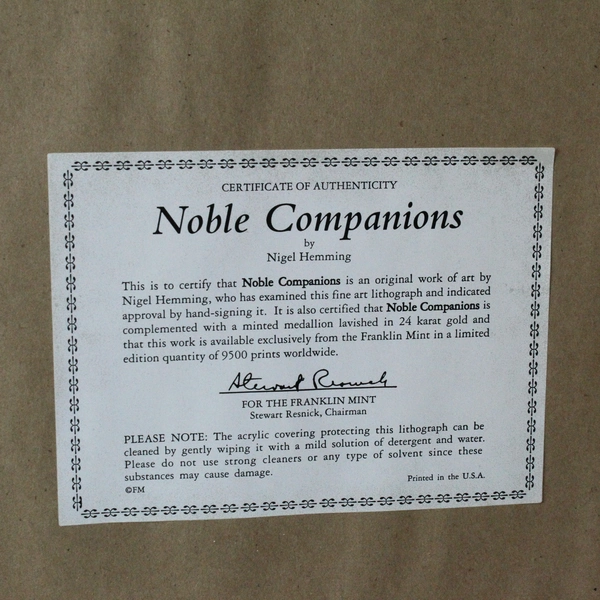 CERTIFICATE OF AUTHENTICITY
Noble Companions
by
Nigel Hemming
This is to certify that Noble Companions is an original work of art by
Nigel Hemming, who has examined this fine art lithograph and indicated
approval by hand-signing it. It is also certified that Noble Companions is
complemented with a minted medallion lavished in 24 karat gold and
that this work is available exclusively from the Franklin Mint in a limited
edition quantity of 9500 prints worldwide.
Stewart Resnick
FOR THE FRANKLIN MINT
Stewart Resnick, Chairman
PLEASE NOTE: The acrylic covering protecting this lithograph can be
cleaned by gently wiping it with a mild solution of detergent and water.
Please do not use strong cleaners or any type of solvent since these
substances may cause damage.
©FM
Printed in the U.S.A.